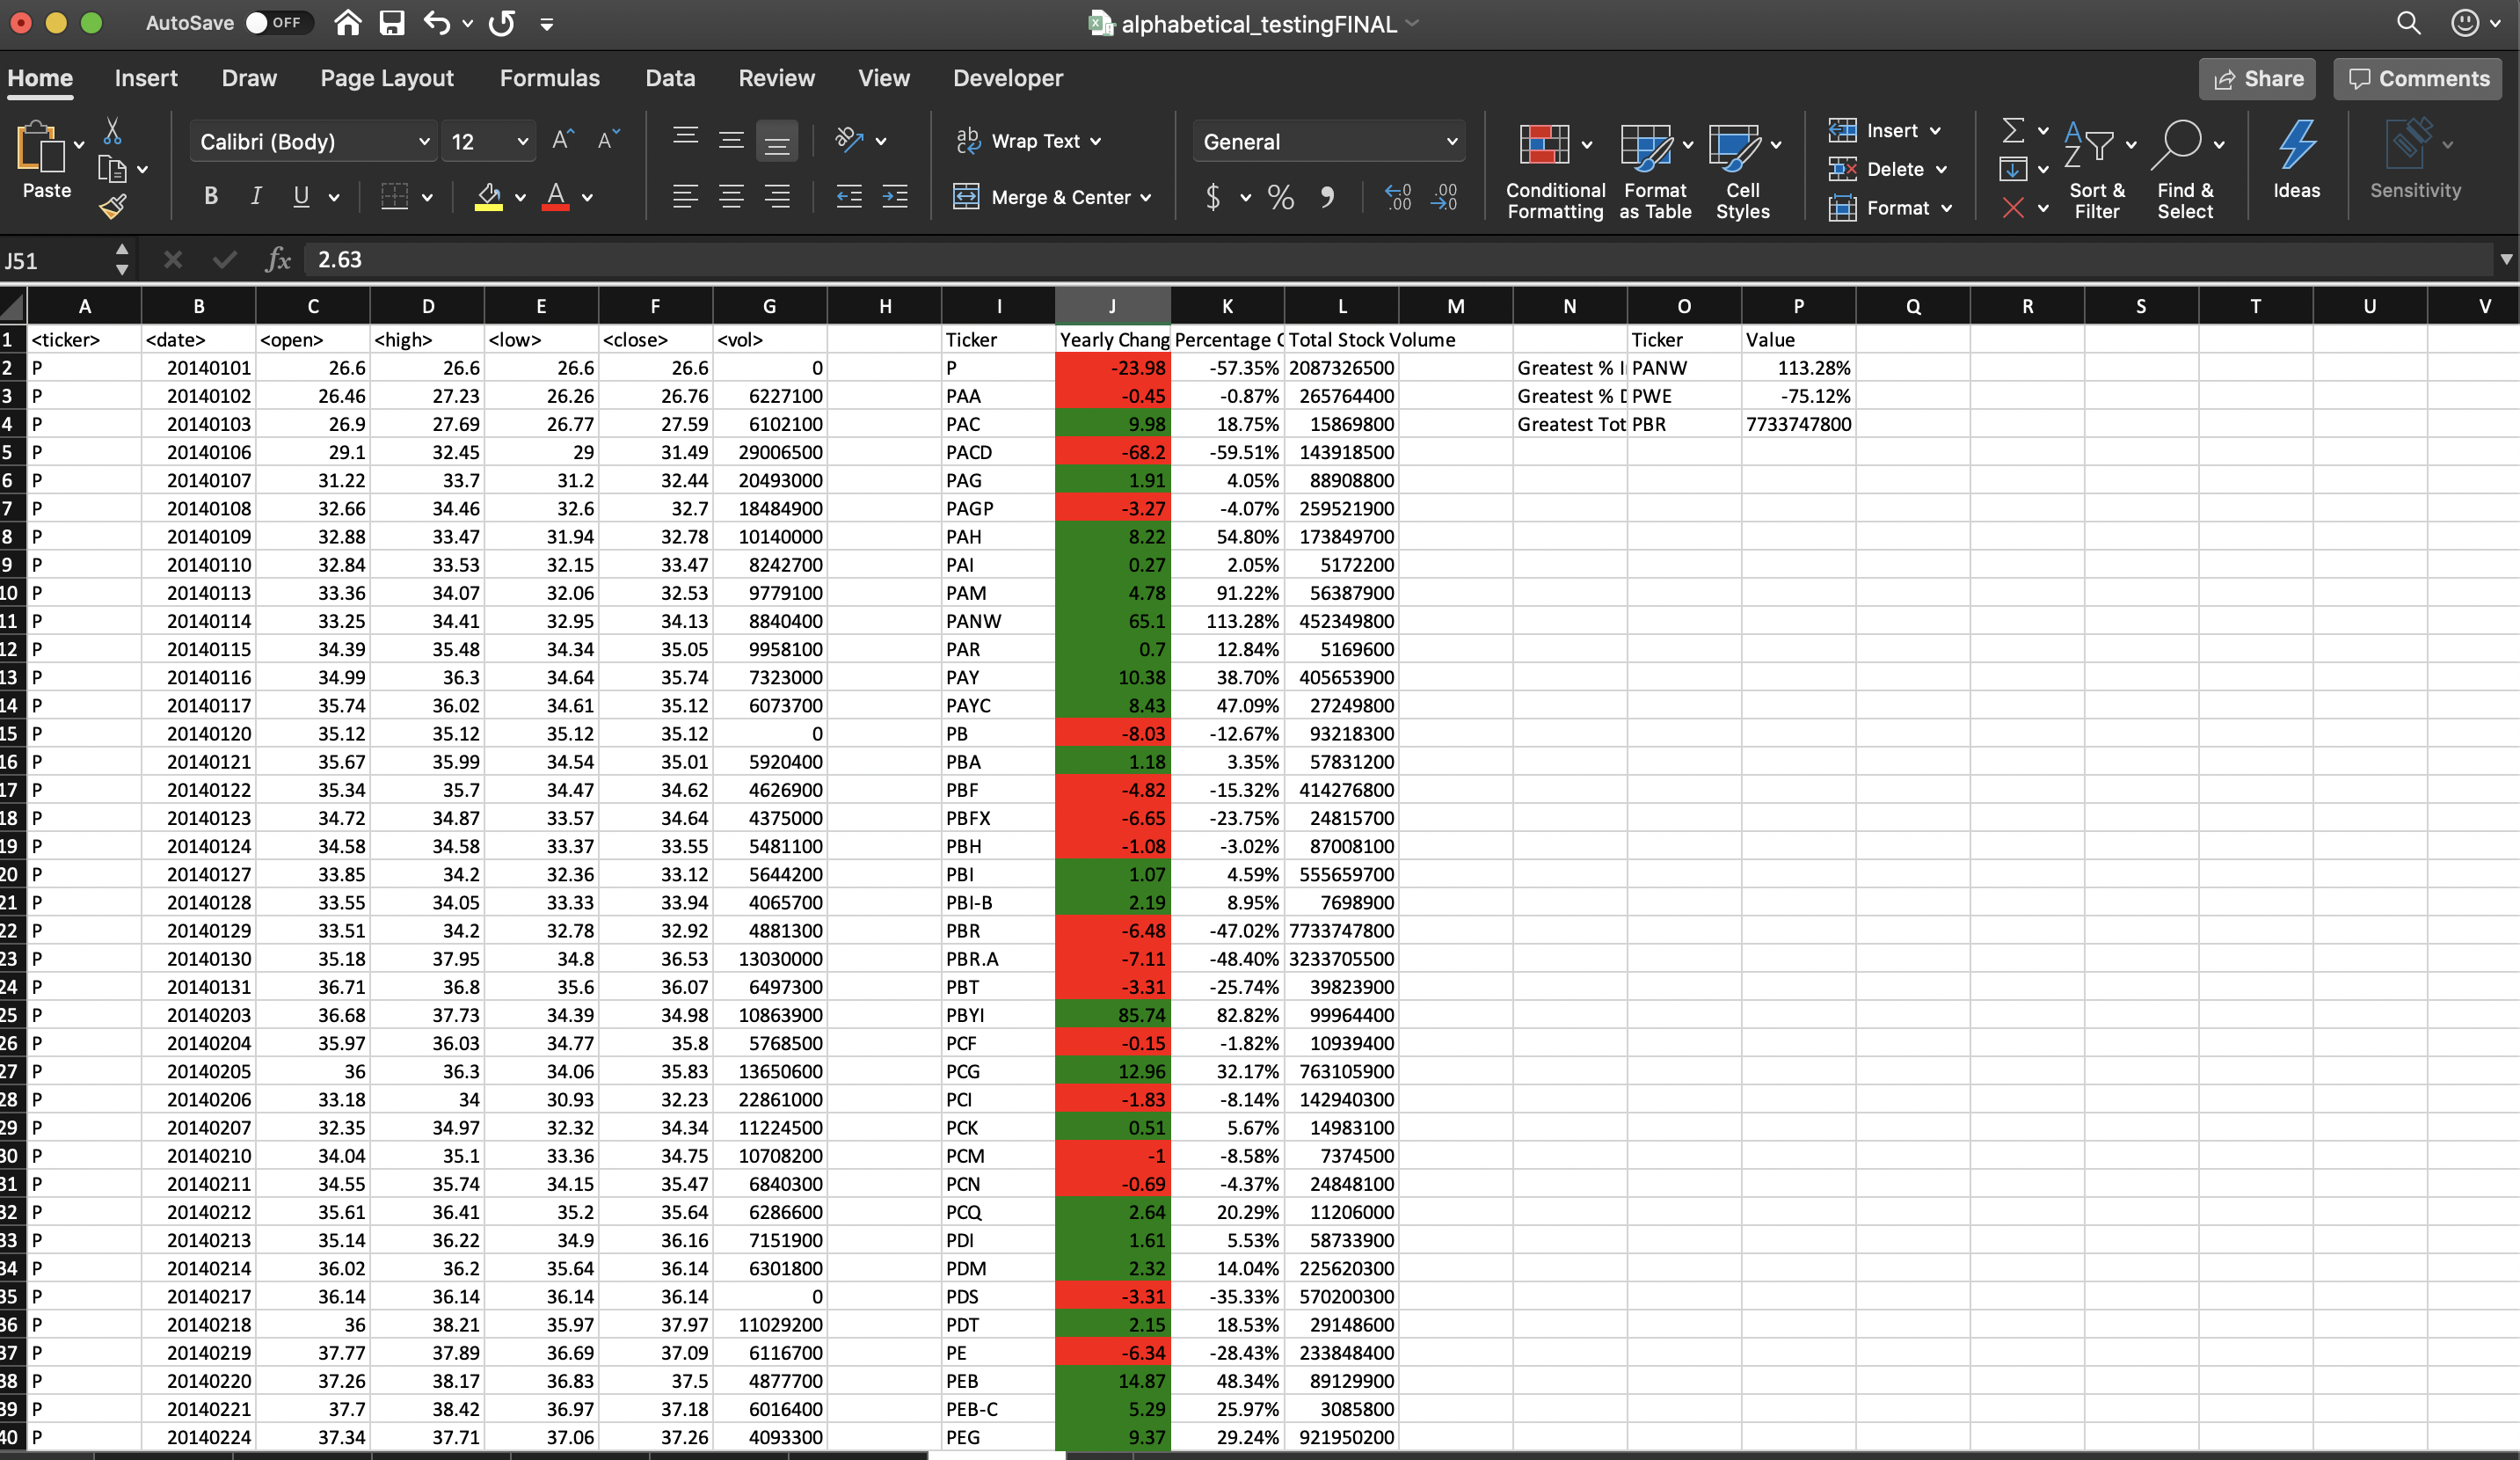 AutoSave OFF alphabetical_testingFINAL
Home Insert Draw Page Layout Formulas Data Review View Developer Share Comments
Paste Calibri (Body) 12 A^ A˅ ab Wrap Text General Insert Σ
B I U A Merge & Center $ % , Conditional Formatting Format as Table Cell Styles Delete Format Sort & Filter Find & Select Ideas Sensitivity
J51 fx 2.63
A B C D E F G H I J K L M N O P Q R S T U V
1 <ticker> <date> <open> <high> <low> <close> <vol> Ticker Yearly Chang Percentage Total Stock Volume Ticker Value
2 P 20140101 26.6 26.6 26.6 26.6 0 P -23.98 -57.35% 2087326500 Greatest % PANW 113.28%
3 P 20140102 26.46 27.23 26.26 26.76 6227100 PAA -0.45 -0.87% 265764400 Greatest % PWE -75.12%
4 P 20140103 26.9 27.69 26.77 27.59 6102100 PAC 9.98 18.75% 15869800 Greatest Tot PBR 7733747800
5 P 20140106 29.1 32.45 29 31.49 29006500 PACD -68.2 -59.51% 143918500
6 P 20140107 31.22 33.7 31.2 32.44 20493000 PAG 1.91 4.05% 88908800
7 P 20140108 32.66 34.46 32.6 32.7 18484900 PAGP -3.27 -4.07% 259521900
8 P 20140109 32.88 33.47 31.94 32.78 10140000 PAH 8.22 54.80% 173849700
9 P 20140110 32.84 33.53 32.15 33.47 8242700 PAI 0.27 2.05% 5172200
10 P 20140113 33.36 34.07 32.06 32.53 9779100 PAM 4.78 91.22% 56387900
11 P 20140114 33.25 34.41 32.95 34.13 8840400 PANW 65.1 113.28% 452349800
12 P 20140115 34.39 35.48 34.34 35.05 9958100 PAR 0.7 12.84% 5169600
13 P 20140116 34.99 36.3 34.64 35.74 7323000 PAY 10.38 38.70% 405653900
14 P 20140117 35.74 36.02 34.61 35.12 6073700 PAYC 8.43 47.09% 27249800
15 P 20140120 35.12 35.12 35.12 35.12 0 PB -8.03 -12.67% 93218300
16 P 20140121 35.67 35.99 34.54 35.01 5920400 PBA 1.18 3.35% 57831200
17 P 20140122 35.34 35.7 34.47 34.62 4626900 PBF -4.82 -15.32% 414276800
18 P 20140123 34.72 34.87 33.57 34.64 4375000 PBFX -6.65 -23.75% 24815700
19 P 20140124 34.58 34.58 33.37 33.55 5481100 PBH -1.08 -3.02% 87008100
20 P 20140127 33.85 34.2 32.36 33.12 5644200 PBI 1.07 4.59% 555659700
21 P 20140128 33.55 34.05 33.33 33.94 4065700 PBI-B 2.19 8.95% 7698900
22 P 20140129 33.51 34.2 32.78 32.92 4881300 PBR -6.48 -47.02% 7733747800
23 P 20140130 35.18 37.95 34.8 36.53 13030000 PBR.A -7.11 -48.40% 3233705500
24 P 20140131 36.71 36.8 35.6 36.07 6497300 PBT -3.31 -25.74% 39823900
25 P 20140203 36.68 37.73 34.39 34.98 10863900 PBYI 85.74 82.82% 99964400
26 P 20140204 35.97 36.03 34.77 35.8 5768500 PCF -0.15 -1.82% 10939400
27 P 20140205 36 36.3 34.06 35.83 13650600 PCG 12.96 32.17% 763105900
28 P 20140206 33.18 34 30.93 32.23 22861000 PCI -1.83 -8.14% 142940300
29 P 20140207 32.35 34.97 32.32 34.34 11224500 PCK 0.51 5.67% 14983100
30 P 20140210 34.04 35.1 33.36 34.75 10708200 PCM -1 -8.58% 7374500
31 P 20140211 34.55 35.74 34.15 35.47 6840300 PCN -0.69 -4.37% 24848100
32 P 20140212 35.61 36.41 35.2 35.64 6286600 PCQ 2.64 20.29% 11206000
33 P 20140213 35.14 36.22 34.9 36.16 7151900 PDI 1.61 5.53% 58733900
34 P 20140214 36.02 36.2 35.64 36.14 6301800 PDM 2.32 14.04% 225620300
35 P 20140217 36.14 36.14 36.14 36.14 0 PDS -3.31 -35.33% 570200300
36 P 20140218 36 38.21 35.97 37.97 11029200 PDT 2.15 18.53% 29148600
37 P 20140219 37.77 37.89 36.69 37.09 6116700 PE -6.34 -28.43% 233848400
38 P 20140220 37.26 38.17 36.83 37.5 4877700 PEB 14.87 48.34% 89129900
39 P 20140221 37.7 38.42 36.97 37.18 6016400 PEB-C 5.29 25.97% 3085800
40 P 20140224 37.34 37.71 37.06 37.26 4093300 PEG 9.37 29.24% 921950200